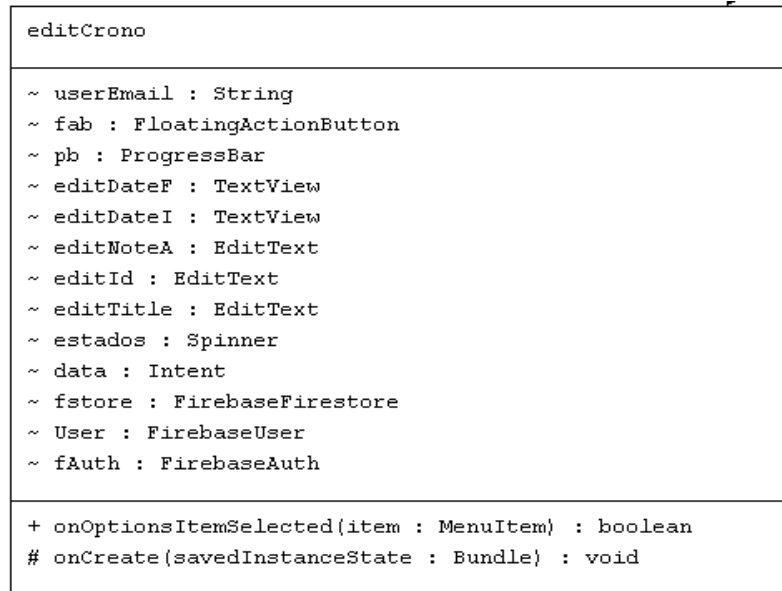 editCrono
~ userEmail : String
~ fab : FloatingActionButton
~ pb : ProgressBar
~ editDateF : TextView
~ editDateI : TextView
~ editNoteA : EditText
~ editId : EditText
~ editTitle : EditText
~ estados : Spinner
~ data : Intent
~ fstore : FirebaseFirestore
~ User : FirebaseUser
~ fAuth : FirebaseAuth
+ onOptionsItemSelected(item : MenuItem) : boolean
# onCreate(savedInstanceState : Bundle) : void